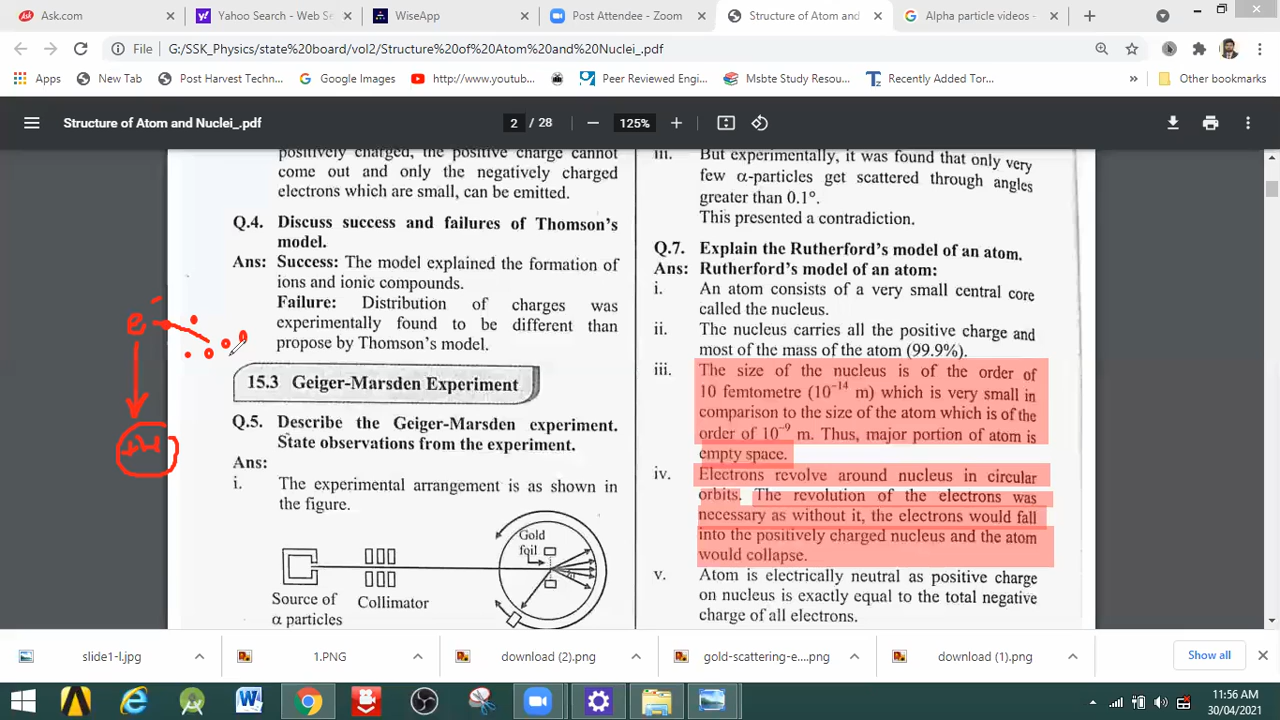 Ask.com
Yahoo Search - Web Se
WiseApp
Post Attendee - Zoom
Structure of Atom and
Alpha particle videos -
File
G:/SSK_Physics/state%20board/vol2/Structure%20of%20Atom%20and%20Nuclei_.pdf
Apps
New Tab
Post Harvest Techn...
Google Images
http://www.youtub...
Peer Reviewed Engi...
Msbte Study Resou...
Recently Added Tor...
»
Other bookmarks
Structure of Atom and Nuclei_.pdf
2 / 28
125%
positively charged, the positive charge cannot
come out and only the negatively charged
electrons which are small, can be emitted.
Q.4. Discuss success and failures of Thomson's
model.
Ans: Success: The model explained the formation of
ions and ionic compounds.
Failure: Distribution of charges was
experimentally found to be different than
propose by Thomson's model.
15.3 Geiger-Marsden Experiment
Q.5. Describe the Geiger-Marsden experiment.
State observations from the experiment.
Ans:
i. The experimental arrangement is as shown in
the figure.
Gold
foil
Source of
α particles
Collimator
e-
iii. But experimentally, it was found that only very
few α-particles get scattered through angles
greater than 0.1°.
This presented a contradiction.
Q.7. Explain the Rutherford's model of an atom.
Ans: Rutherford's model of an atom:
i. An atom consists of a very small central core
called the nucleus.
ii. The nucleus carries all the positive charge and
most of the mass of the atom (99.9%).
iii. The size of the nucleus is of the order of
10 femtometre (10⁻¹⁴ m) which is very small in
comparison to the size of the atom which is of the
order of 10⁻⁹ m. Thus, major portion of atom is
empty space.
iv. Electrons revolve around nucleus in circular
orbits. The revolution of the electrons was
necessary as without it, the electrons would fall
into the positively charged nucleus and the atom
would collapse.
v. Atom is electrically neutral as positive charge
on nucleus is exactly equal to the total negative
charge of all electrons.
slide1-l.jpg
1.PNG
download (2).png
gold-scattering-e....png
download (1).png
Show all
11:56 AM
30/04/2021